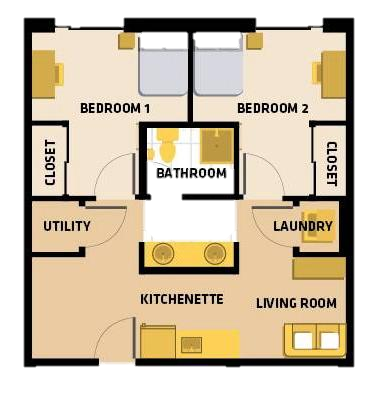 BEDROOM 1
BEDROOM 2
CLOSET
BATHROOM
CLOSET
UTILITY
LAUNDRY
KITCHENETTE
LIVING ROOM